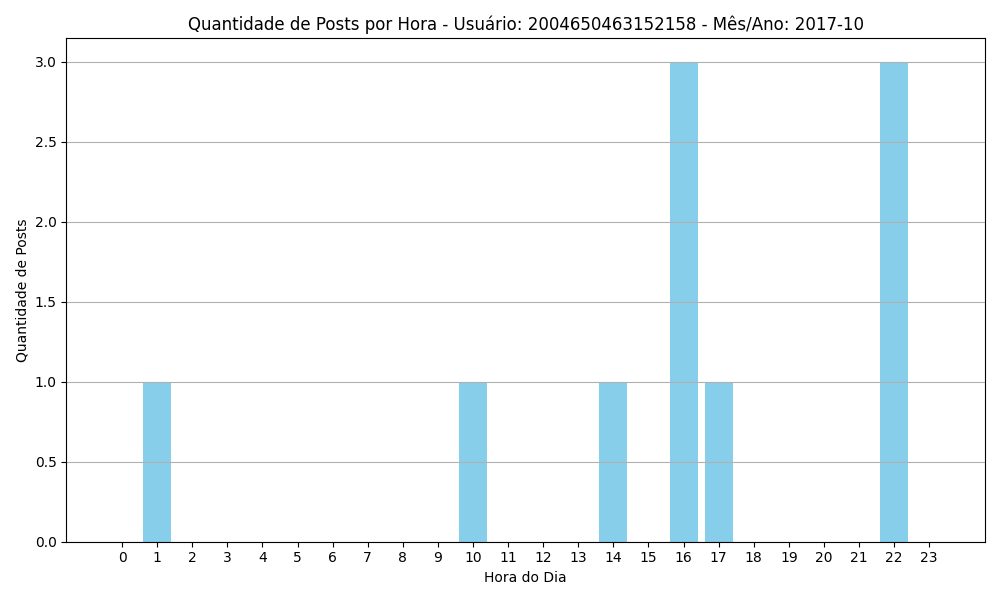 Quantidade de Posts por Hora - Usuário: 2004650463152158 - Mês/Ano: 2017-10
Quantidade de Posts
3.0
2.5
2.0
1.5
1.0
0.5
0.0
0 1 2 3 4 5 6 7 8 9 10 11 12 13 14 15 16 17 18 19 20 21 22 23
Hora do Dia